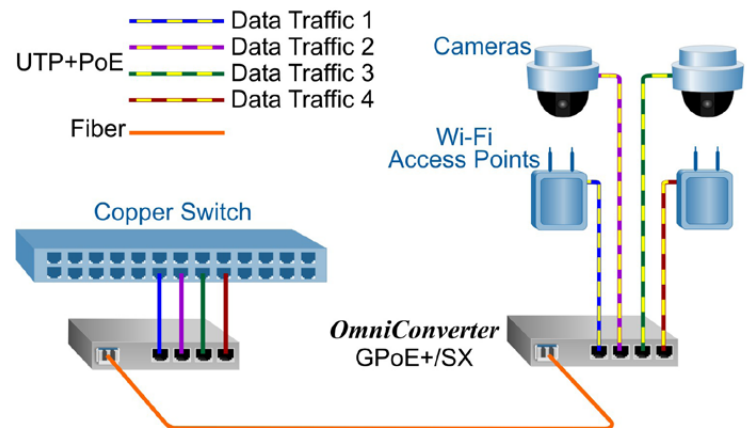 UTP+PoE
Data Traffic 1
Data Traffic 2
Data Traffic 3
Data Traffic 4
Fiber
Cameras
Wi-Fi
Access Points
Copper Switch
OmniConverter
GPoE+/SX